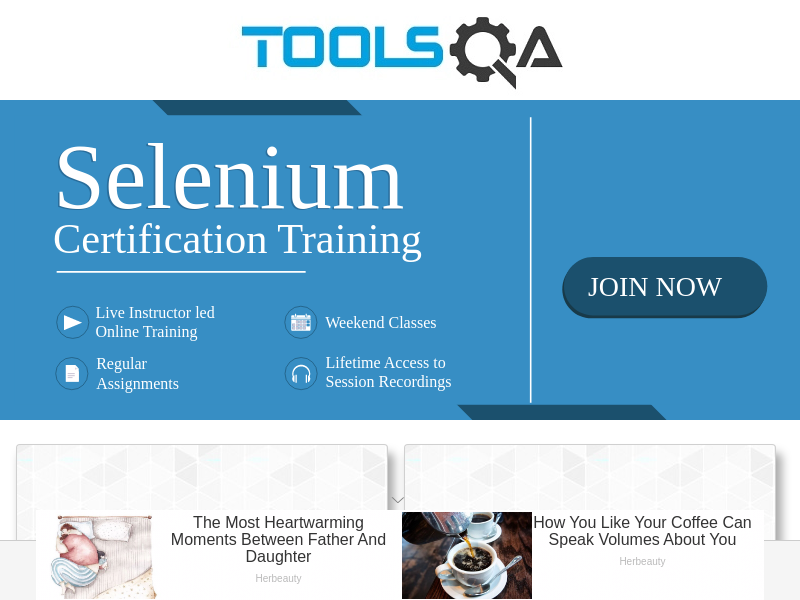 TOOLSQA
Selenium
Certification Training
JOIN NOW
Live Instructor led
Online Training
Weekend Classes
Regular
Assignments
Lifetime Access to
Session Recordings
The Most Heartwarming
Moments Between Father And
Daughter
Herbeauty
How You Like Your Coffee Can
Speak Volumes About You
Herbeauty